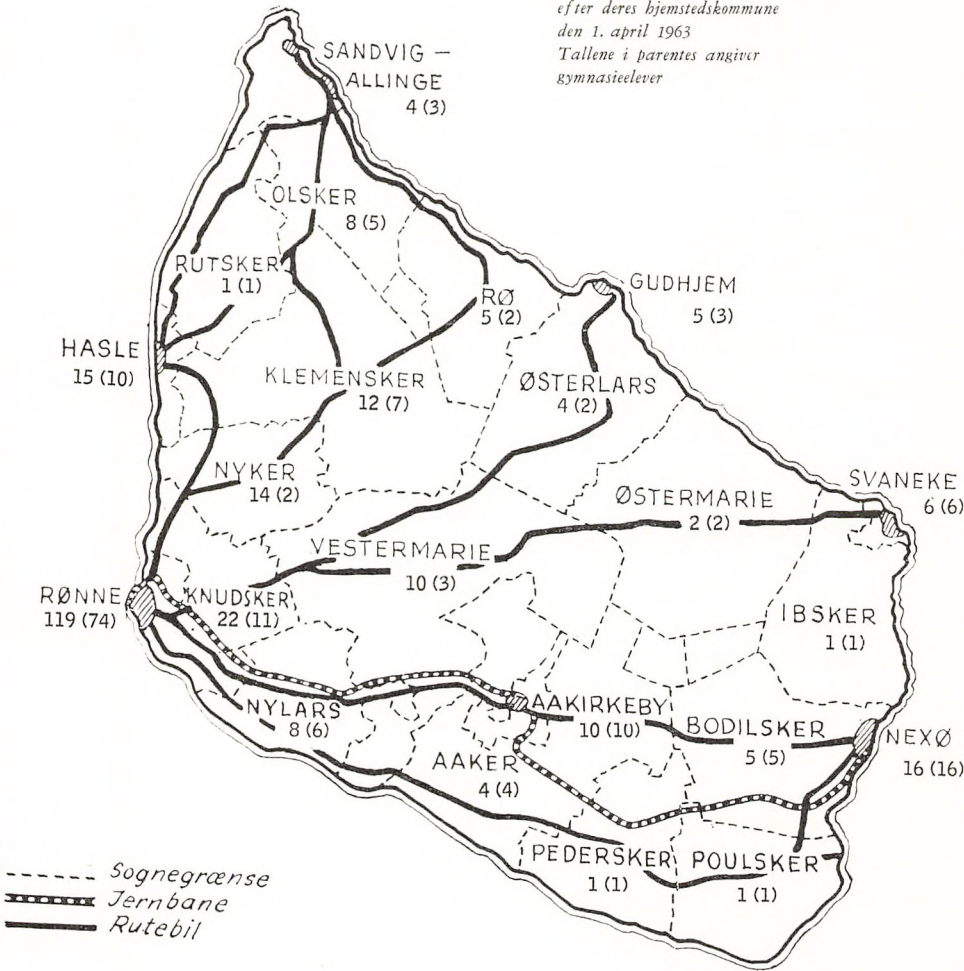 efter deres hjemstedskommune
den 1. april 1963
Tallene i parentes angiver
gymnasieelever
SANDVIG –
ALLINGE
4 (3)
OLSKER
8 (5)
RUTSKER
1 (1)
RØ
5 (2)
GUDHJEM
5 (3)
HASLE
15 (10)
KLEMENSKER
12 (7)
ØSTERLARS
4 (2)
NYKER
14 (2)
ØSTERMARIE
2 (2)
SVANEKE
6 (6)
VESTERMARIE
10 (3)
RØNNE
119 (74)
KNUDSKER
22 (11)
IBSKER
1 (1)
NYLARS
8 (6)
AAKIRKEBY
10 (10)
BODILSKER
5 (5)
NEXØ
16 (16)
AAKER
4 (4)
PEDERSKER
1 (1)
POULSKER
1 (1)
Sognegrænse
Jernbane
Rutebil